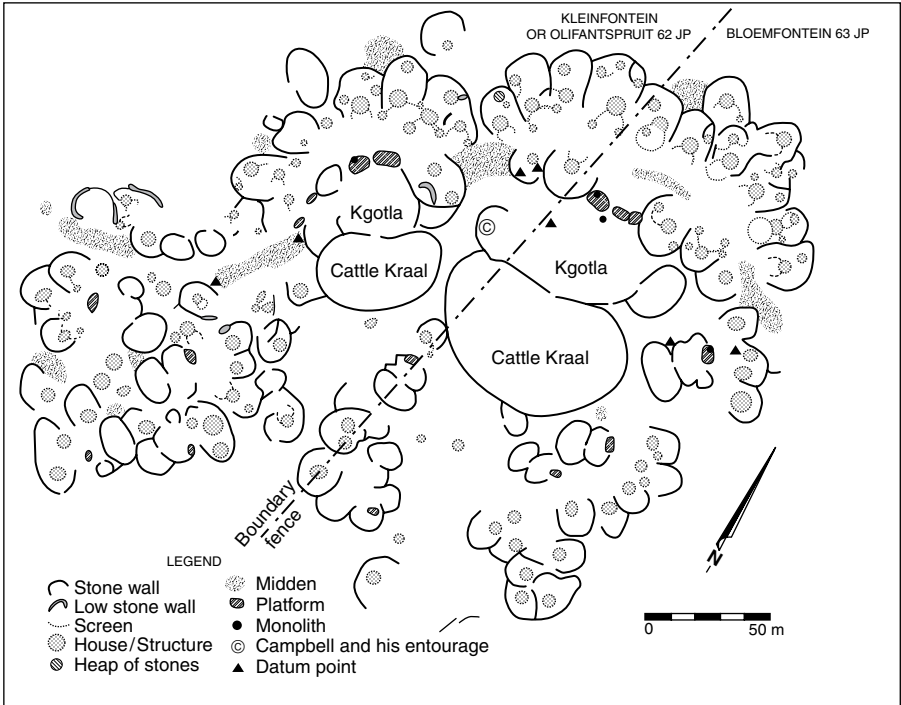 KLEINFONTEIN
OR OLIFANTSPRUIT 62 JP
BLOEMFONTEIN 63 JP
Kgotla
Cattle Kraal
©
Kgotla
Cattle Kraal
Boundary
fence
N
LEGEND
Stone wall
Low stone wall
Screen
House/Structure
Heap of stones
Midden
Platform
Monolith
© Campbell and his entourage
Datum point
0 50 m